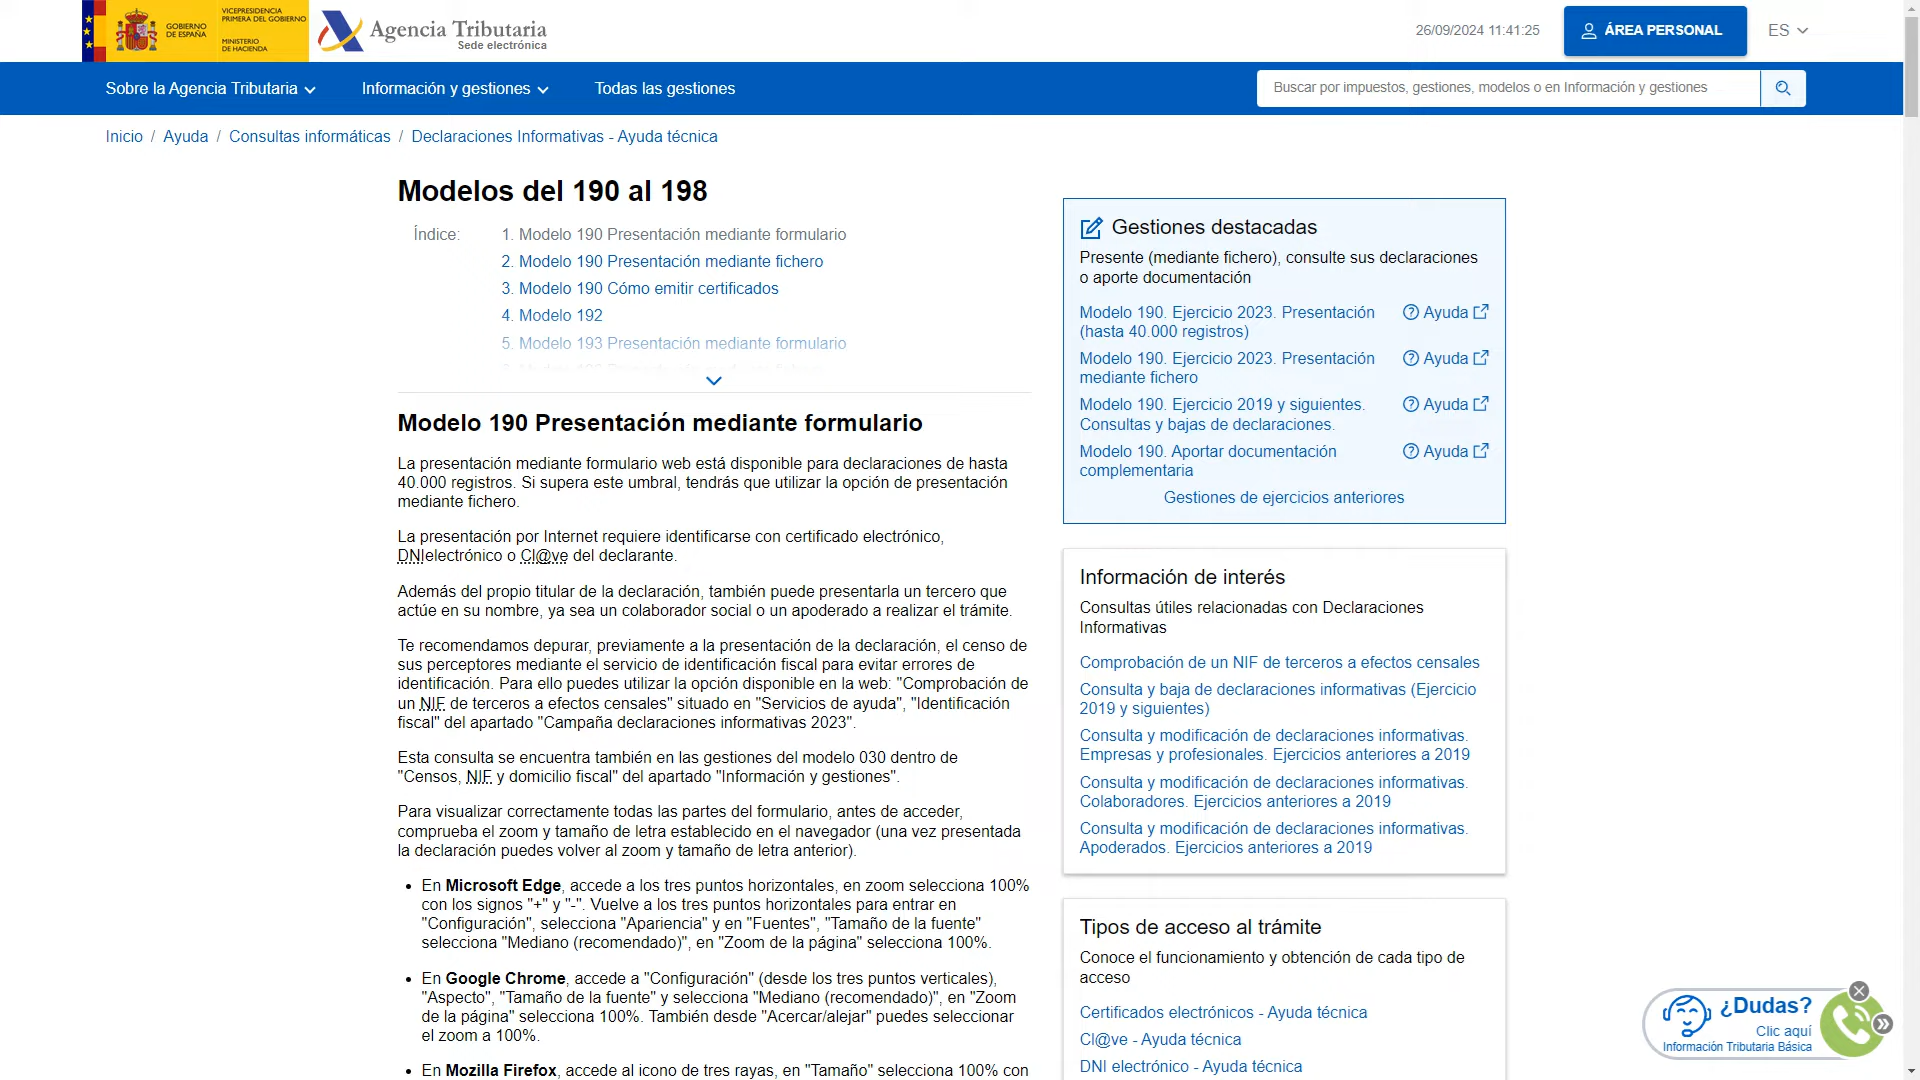 GOBIERNO
DE ESPAÑA
VICEPRESIDENCIA
PRIMERA DEL GOBIERNO
MINISTERIO
DE HACIENDA
Agencia Tributaria
Sede electrónica
26/09/2024 11:41:25
ÁREA PERSONAL
ES
Sobre la Agencia Tributaria
Información y gestiones
Todas las gestiones
Buscar por impuestos, gestiones, modelos o en Información y gestiones
Inicio / Ayuda / Consultas informáticas / Declaraciones Informativas - Ayuda técnica
Modelos del 190 al 198
Índice:
1. Modelo 190 Presentación mediante formulario
2. Modelo 190 Presentación mediante fichero
3. Modelo 190 Cómo emitir certificados
4. Modelo 192
5. Modelo 193 Presentación mediante formulario
Modelo 190 Presentación mediante formulario
La presentación mediante formulario web está disponible para declaraciones de hasta
40.000 registros. Si supera este umbral, tendrás que utilizar la opción de presentación
mediante fichero.
La presentación por Internet requiere identificarse con certificado electrónico,
DNIelectrónico o Cl@ve del declarante.
Además del propio titular de la declaración, también puede presentarla un tercero que
actúe en su nombre, ya sea un colaborador social o un apoderado a realizar el trámite.
Te recomendamos depurar, previamente a la presentación de la declaración, el censo de
sus perceptores mediante el servicio de identificación fiscal para evitar errores de
identificación. Para ello puedes utilizar la opción disponible en la web: "Comprobación de
un NIF de terceros a efectos censales" situado en "Servicios de ayuda", "Identificación
fiscal" del apartado "Campaña declaraciones informativas 2023".
Esta consulta se encuentra también en las gestiones del modelo 030 dentro de
"Censos, NIF y domicilio fiscal" del apartado "Información y gestiones".
Para visualizar correctamente todas las partes del formulario, antes de acceder,
comprueba el zoom y tamaño de letra establecido en el navegador (una vez presentada
la declaración puedes volver al zoom y tamaño de letra anterior).
• En Microsoft Edge, accede a los tres puntos horizontales, en zoom selecciona 100%
con los signos "+" y "-". Vuelve a los tres puntos horizontales para entrar en
"Configuración", selecciona "Apariencia" y en "Fuentes", "Tamaño de la fuente"
selecciona "Mediano (recomendado)", en "Zoom de la página" selecciona 100%.
• En Google Chrome, accede a "Configuración" (desde los tres puntos verticales),
"Aspecto", "Tamaño de la fuente" y selecciona "Mediano (recomendado)", en "Zoom
de la página" selecciona 100%. También desde "Acercar/alejar" puedes seleccionar
el zoom a 100%.
• En Mozilla Firefox, accede al icono de tres rayas, en "Tamaño" selecciona 100% con
Gestiones destacadas
Presente (mediante fichero), consulte sus declaraciones
o aporte documentación
Modelo 190. Ejercicio 2023. Presentación
(hasta 40.000 registros)
Ayuda
Modelo 190. Ejercicio 2023. Presentación
mediante fichero
Ayuda
Modelo 190. Ejercicio 2019 y siguientes.
Consultas y bajas de declaraciones.
Ayuda
Modelo 190. Aportar documentación
complementaria
Ayuda
Gestiones de ejercicios anteriores
Información de interés
Consultas útiles relacionadas con Declaraciones
Informativas
Comprobación de un NIF de terceros a efectos censales
Consulta y baja de declaraciones informativas (Ejercicio
2019 y siguientes)
Consulta y modificación de declaraciones informativas.
Empresas y profesionales. Ejercicios anteriores a 2019
Consulta y modificación de declaraciones informativas.
Colaboradores. Ejercicios anteriores a 2019
Consulta y modificación de declaraciones informativas.
Apoderados. Ejercicios anteriores a 2019
Tipos de acceso al trámite
Conoce el funcionamiento y obtención de cada tipo de
acceso
Certificados electrónicos - Ayuda técnica
Cl@ve - Ayuda técnica
DNI electrónico - Ayuda técnica
¿Dudas?
Clic aquí
Información Tributaria Básica